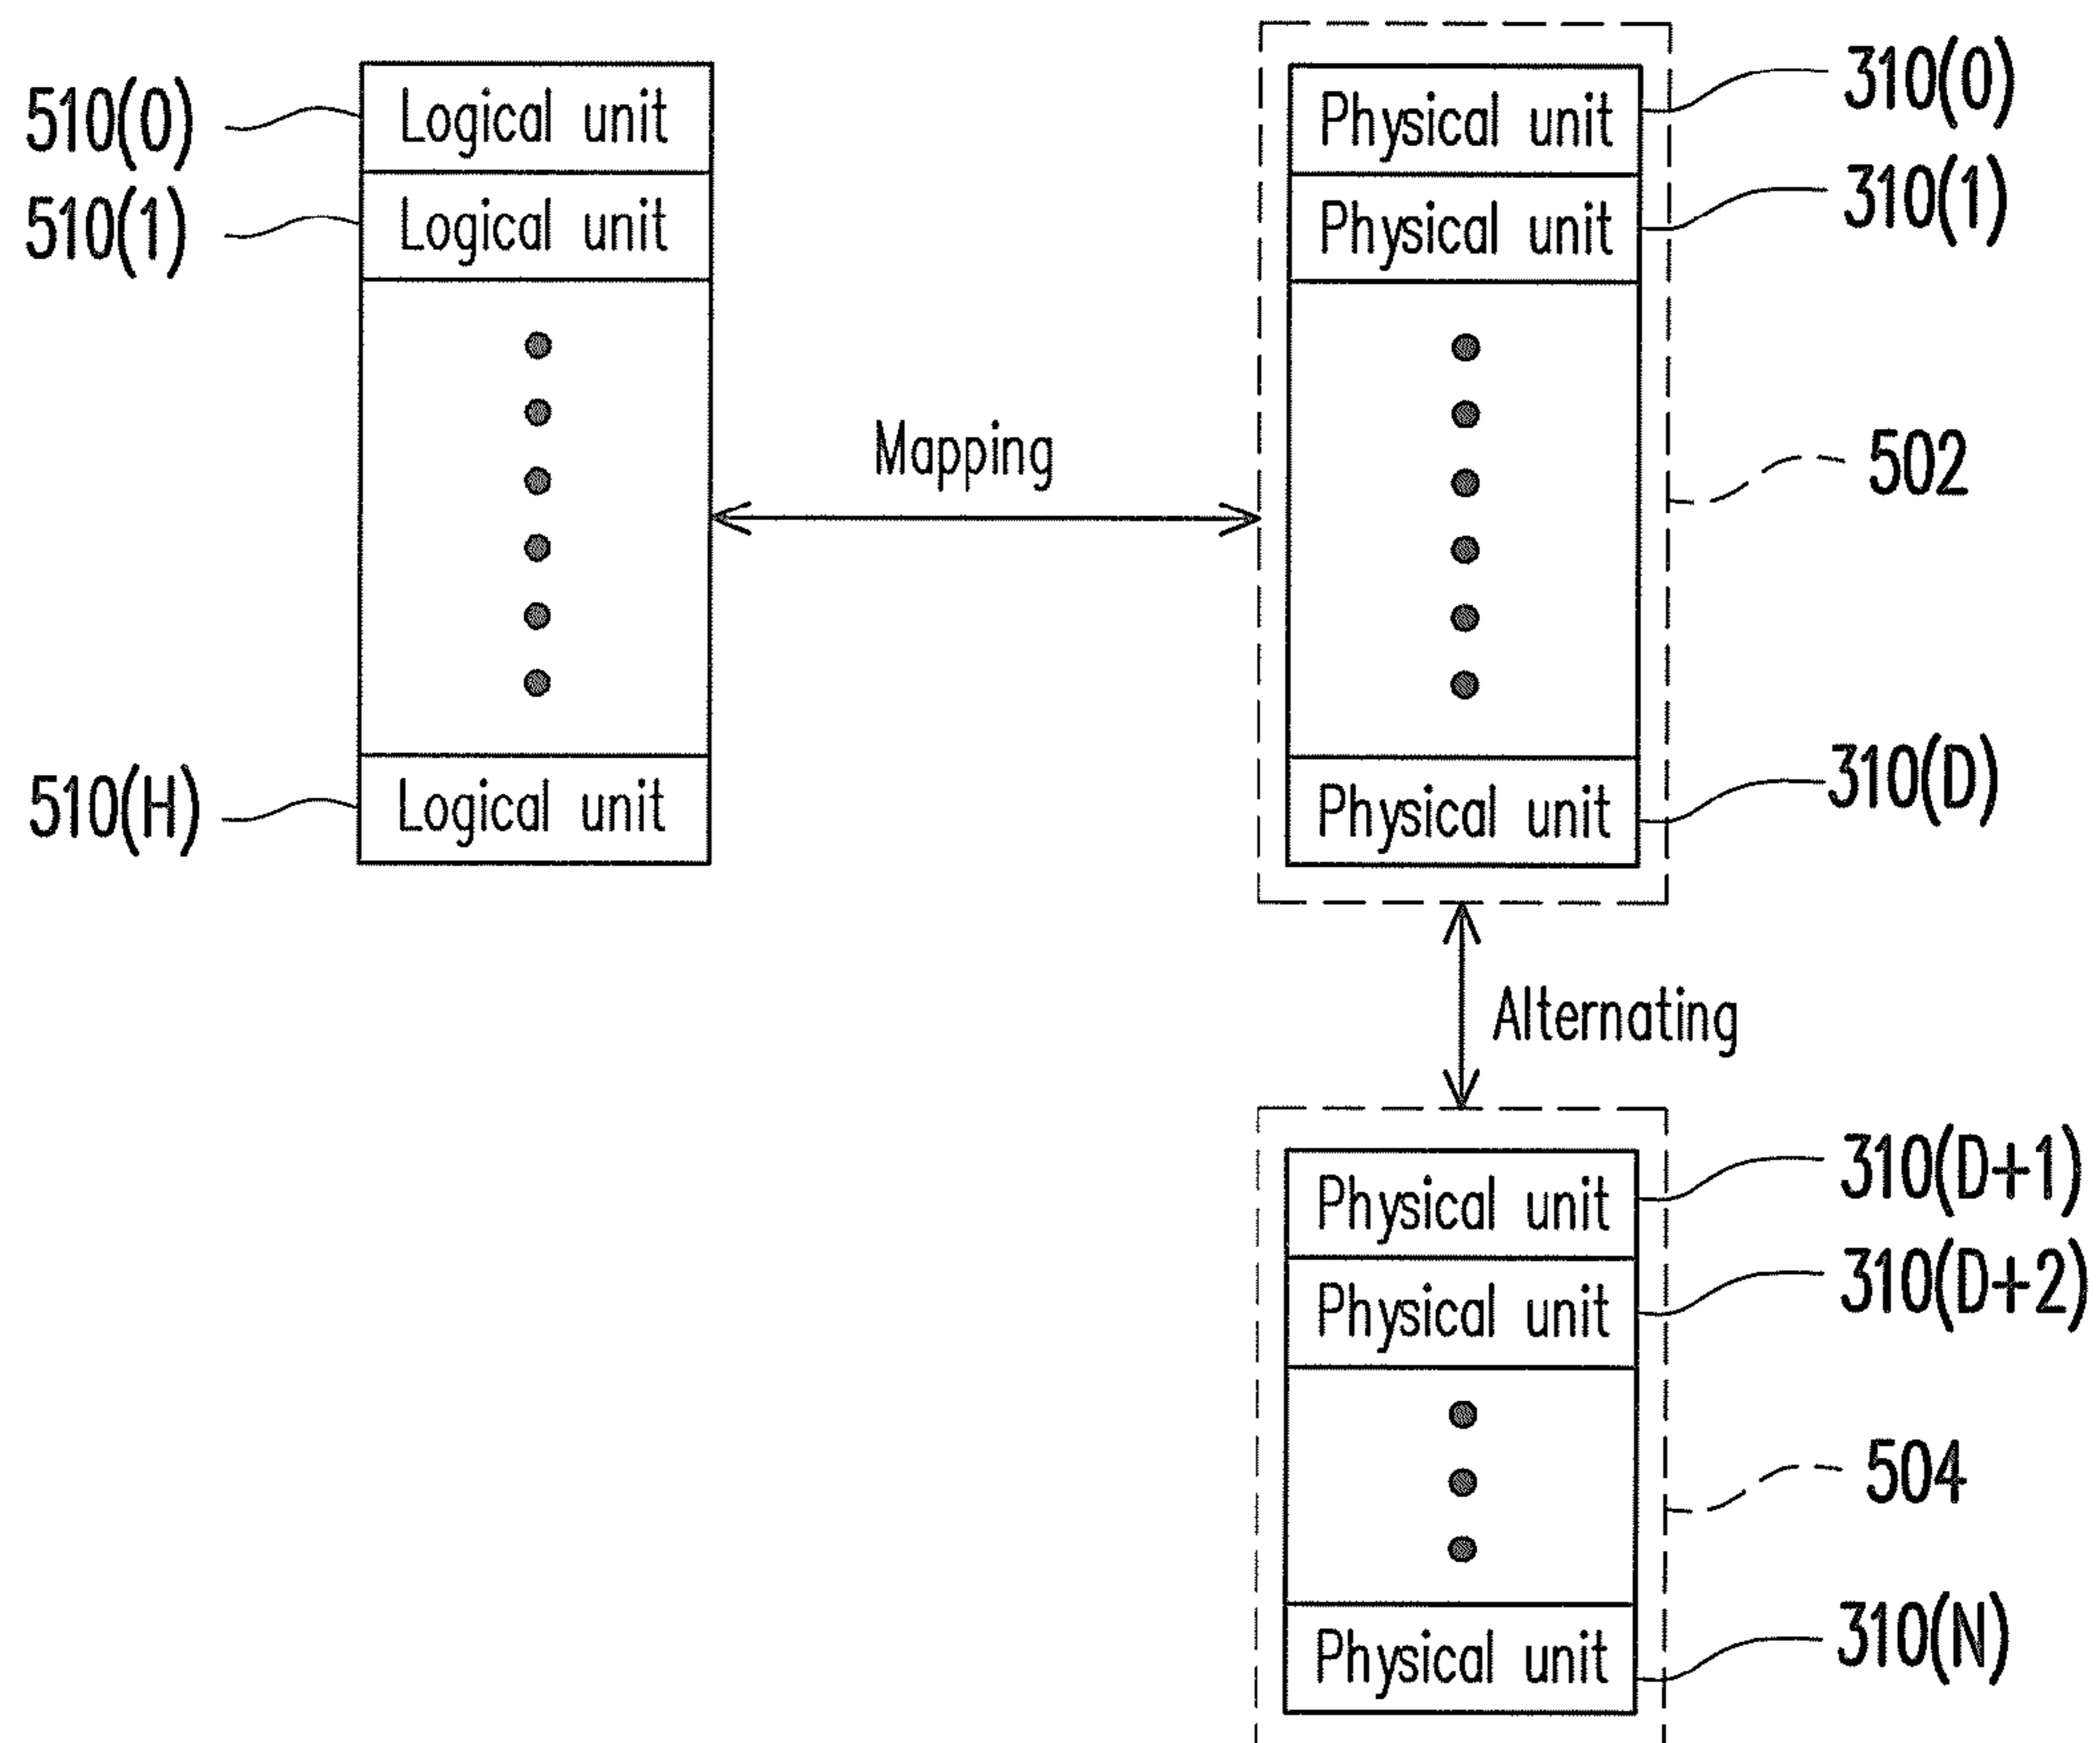 510(0)
Logical unit
510(1)
Logical unit
510(H)
Logical unit
Mapping
Physical unit
310(0)
Physical unit
310(1)
502
Physical unit
310(D)
Alternating
Physical unit
310(D+1)
Physical unit
310(D+2)
504
Physical unit
310(N)